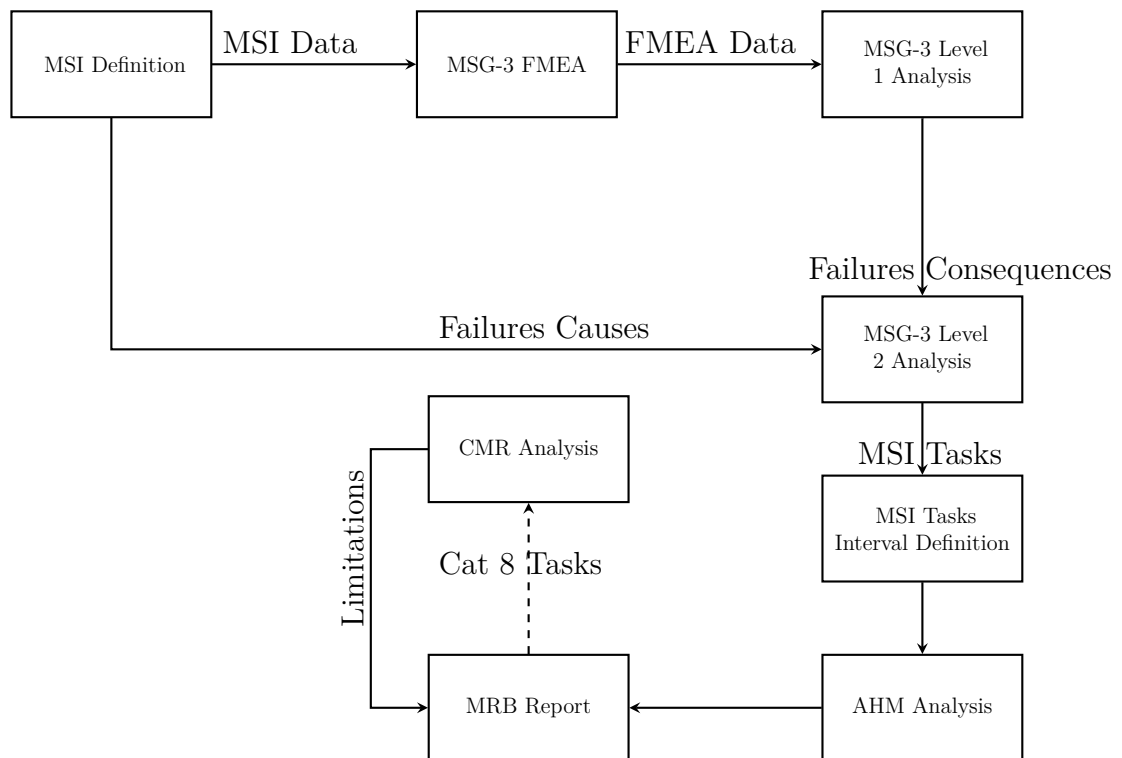 MSI Definition
MSI Data
MSG-3 FMEA
FMEA Data
MSG-3 Level
1 Analysis
Failures Consequences
Failures Causes
MSG-3 Level
2 Analysis
CMR Analysis
MSI Tasks
MSI Tasks
Interval Definition
Limitations
Cat 8 Tasks
MRB Report
AHM Analysis